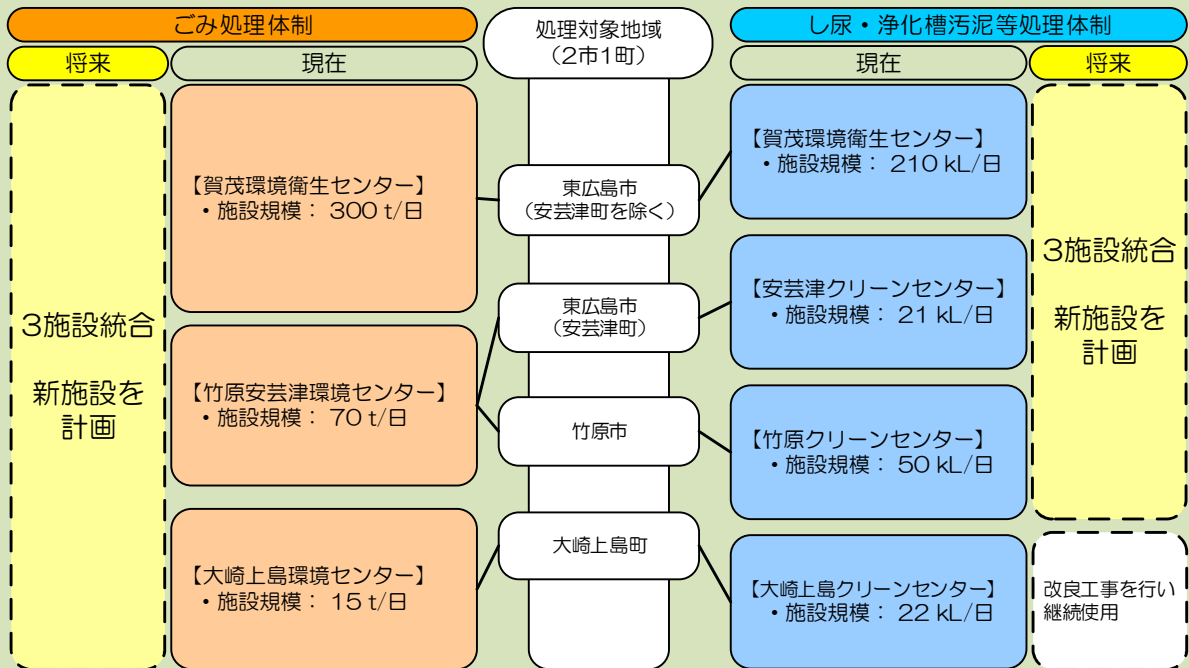 ごみ処理体制
将来
現在
3施設統合
新施設を
計画
【賀茂環境衛生センター】
・施設規模： 300 t/日
【竹原安芸津環境センター】
・施設規模： 70 t/日
【大崎上島環境センター】
・施設規模： 15 t/日
処理対象地域
（2市1町）
東広島市
（安芸津町を除く）
東広島市
（安芸津町）
竹原市
大崎上島町
し尿・浄化槽汚泥等処理体制
現在
将来
【賀茂環境衛生センター】
・施設規模： 210 kL/日
【安芸津クリーンセンター】
・施設規模： 21 kL/日
【竹原クリーンセンター】
・施設規模： 50 kL/日
【大崎上島クリーンセンター】
・施設規模： 22 kL/日
3施設統合
新施設を
計画
改良工事を行い
継続使用